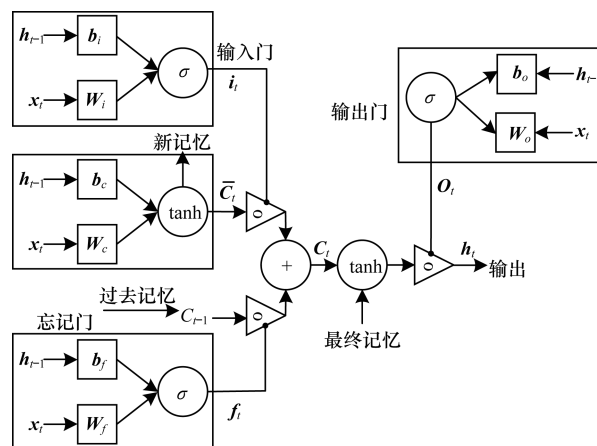 h_{t-1} b_i
σ
x_t W_i
输入门
i_t
新记忆
h_{t-1} b_c
tanh
x_t W_c
\overline{C}_t
o
过去记忆
C_{t-1}
o
忘记门
h_{t-1} b_f
σ
x_t W_f
f_t
+
C_t
tanh
最终记忆
o
h_t
输出
O_t
输出门
σ
b_o h_{t-
W_o x_t